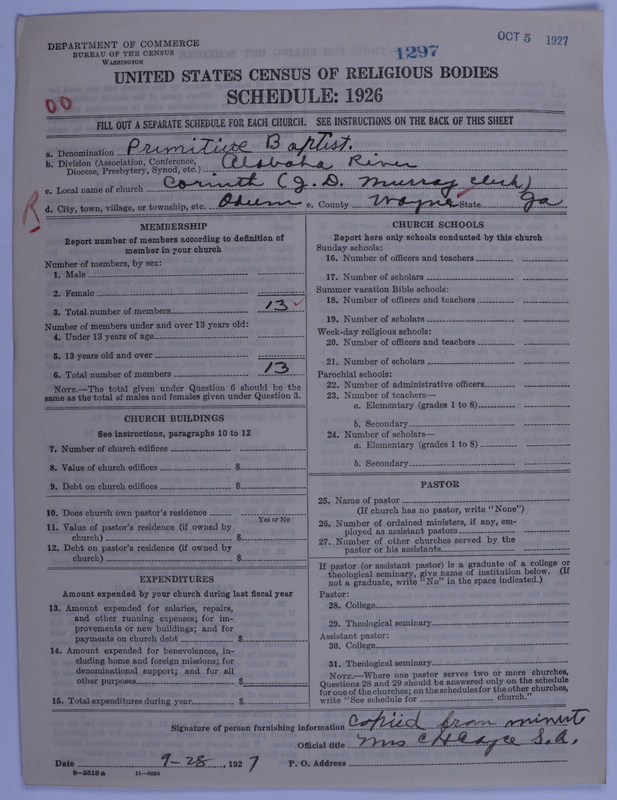 DEPARTMENT OF COMMERCE
BUREAU OF THE CENSUS
WASHINGTON
1297
OCT 5 1927
UNITED STATES CENSUS OF RELIGIOUS BODIES
SCHEDULE: 1926
00
FILL OUT A SEPARATE SCHEDULE FOR EACH CHURCH. SEE INSTRUCTIONS ON THE BACK OF THIS SHEET
a. Denomination Primitive Baptist.
b. Division (Association, Conference, Diocese, Presbytery, Synod, etc.) Alabaha River
c. Local name of church Corinth (J. D. Murray Clerk)
R
d. City, town, village, or township, etc. Odum e. County Wayne State Ga
MEMBERSHIP
Report number of members according to definition of
member in your church
Number of members, by sex:
1. Male
2. Female
3. Total number of members 13 ✓
Number of members under and over 13 years old:
4. Under 13 years of age
5. 13 years old and over
6. Total number of members 13
NOTE.—The total given under Question 6 should be the
same as the total of males and females given under Question 3.
CHURCH BUILDINGS
See instructions, paragraphs 10 to 12
7. Number of church edifices
8. Value of church edifices $
9. Debt on church edifices $
10. Does church own pastor's residence
Yes or No
11. Value of pastor's residence (if owned by
church) $
12. Debt on pastor's residence (if owned by
church) $
EXPENDITURES
Amount expended by your church during last fiscal year
13. Amount expended for salaries, repairs,
and other running expenses; for im-
provements or new buildings; and for
payments on church debt $
14. Amount expended for benevolences, in-
cluding home and foreign missions; for
denominational support; and for all
other purposes $
15. Total expenditures during year $
CHURCH SCHOOLS
Report here only schools conducted by this church
Sunday schools:
16. Number of officers and teachers
17. Number of scholars
Summer vacation Bible schools:
18. Number of officers and teachers
19. Number of scholars
Week-day religious schools:
20. Number of officers and teachers
21. Number of scholars
Parochial schools:
22. Number of administrative officers
23. Number of teachers—
a. Elementary (grades 1 to 8)
b. Secondary
24. Number of scholars—
a. Elementary (grades 1 to 8)
b. Secondary
PASTOR
25. Name of pastor
(If church has no pastor, write "None")
26. Number of ordained ministers, if any, em-
ployed as assistant pastors
27. Number of other churches served by the
pastor or his assistants
If pastor (or assistant pastor) is a graduate of a college or
theological seminary, give name of institution below. (If
not a graduate, write "No" in the space indicated.)
Pastor:
28. College
29. Theological seminary
Assistant pastor:
30. College
31. Theological seminary
NOTE.—Where one pastor serves two or more churches,
Questions 28 and 29 should be answered only on the schedule
for one of the churches; on the schedules for the other churches,
write "See schedule for church."
Signature of person furnishing information Copied from minute
Official title Mrs C H Cayce S. A.
Date 9-28, 1927 P. O. Address
8-5518 a 11-9264